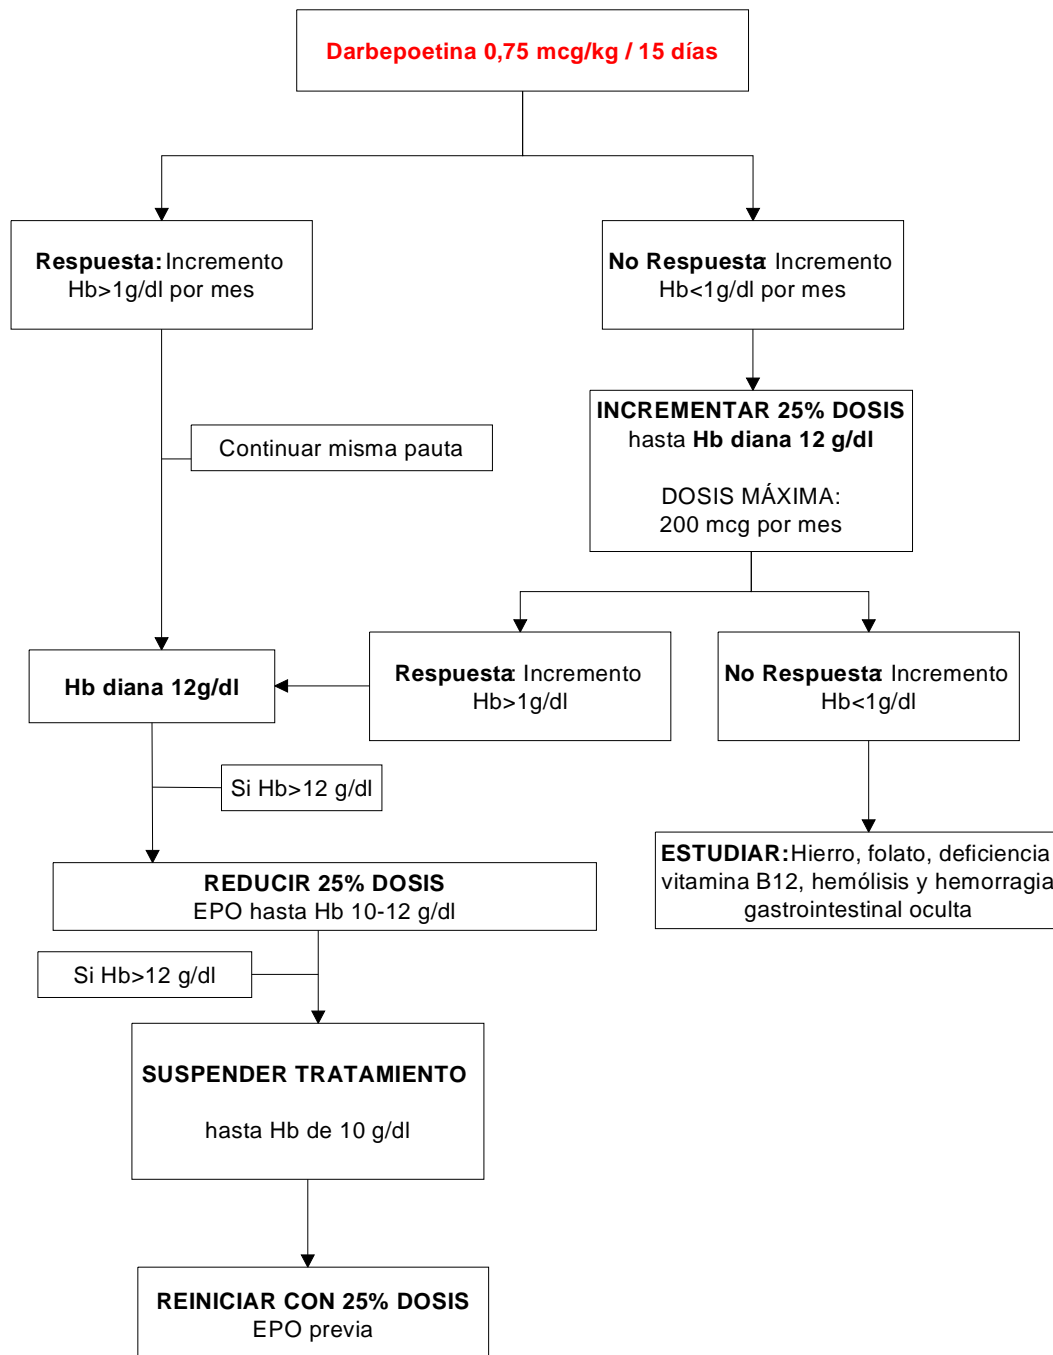 Darbepoetina 0,75 mcg/kg / 15 días
Respuesta: Incremento
Hb>1g/dl por mes
No Respuesta: Incremento
Hb<1g/dl por mes
INCREMENTAR 25% DOSIS
hasta Hb diana 12 g/dl
DOSIS MÁXIMA:
200 mcg por mes
Continuar misma pauta
Hb diana 12g/dl
Respuesta: Incremento
Hb>1g/dl
No Respuesta: Incremento
Hb<1g/dl
Si Hb>12 g/dl
ESTUDIAR: Hierro, folato, deficiencia
vitamina B12, hemólisis y hemorragia
gastrointestinal oculta
REDUCIR 25% DOSIS
EPO hasta Hb 10-12 g/dl
Si Hb>12 g/dl
SUSPENDER TRATAMIENTO
hasta Hb de 10 g/dl
REINICIAR CON 25% DOSIS
EPO previa